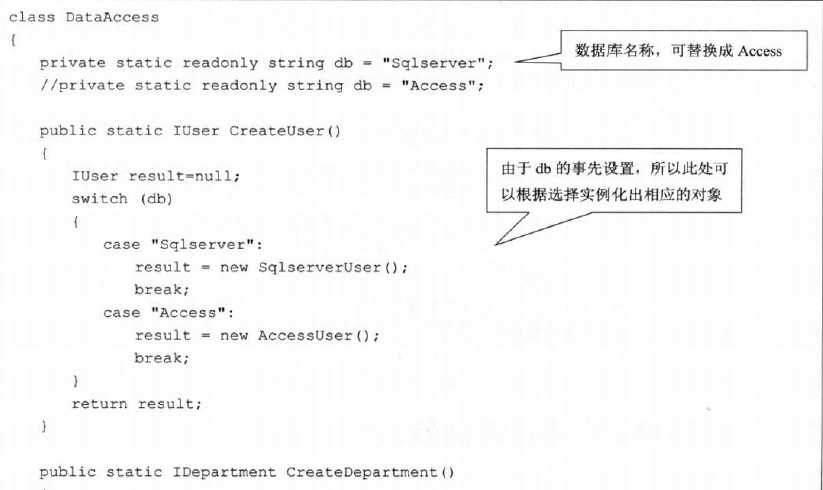 class DataAccess
{
private static readonly string db = "Sqlserver";
数据库名称，可替换成 Access
//private static readonly string db = "Access";
public static IUser CreateUser()
{
IUser result=null;
由于 db 的事先设置，所以此处可
以根据选择实例化出相应的对象
switch (db)
{
case "Sqlserver":
result = new SqlserverUser();
break;
case "Access":
result = new AccessUser();
break;
}
return result;
}
public static IDepartment CreateDepartment()